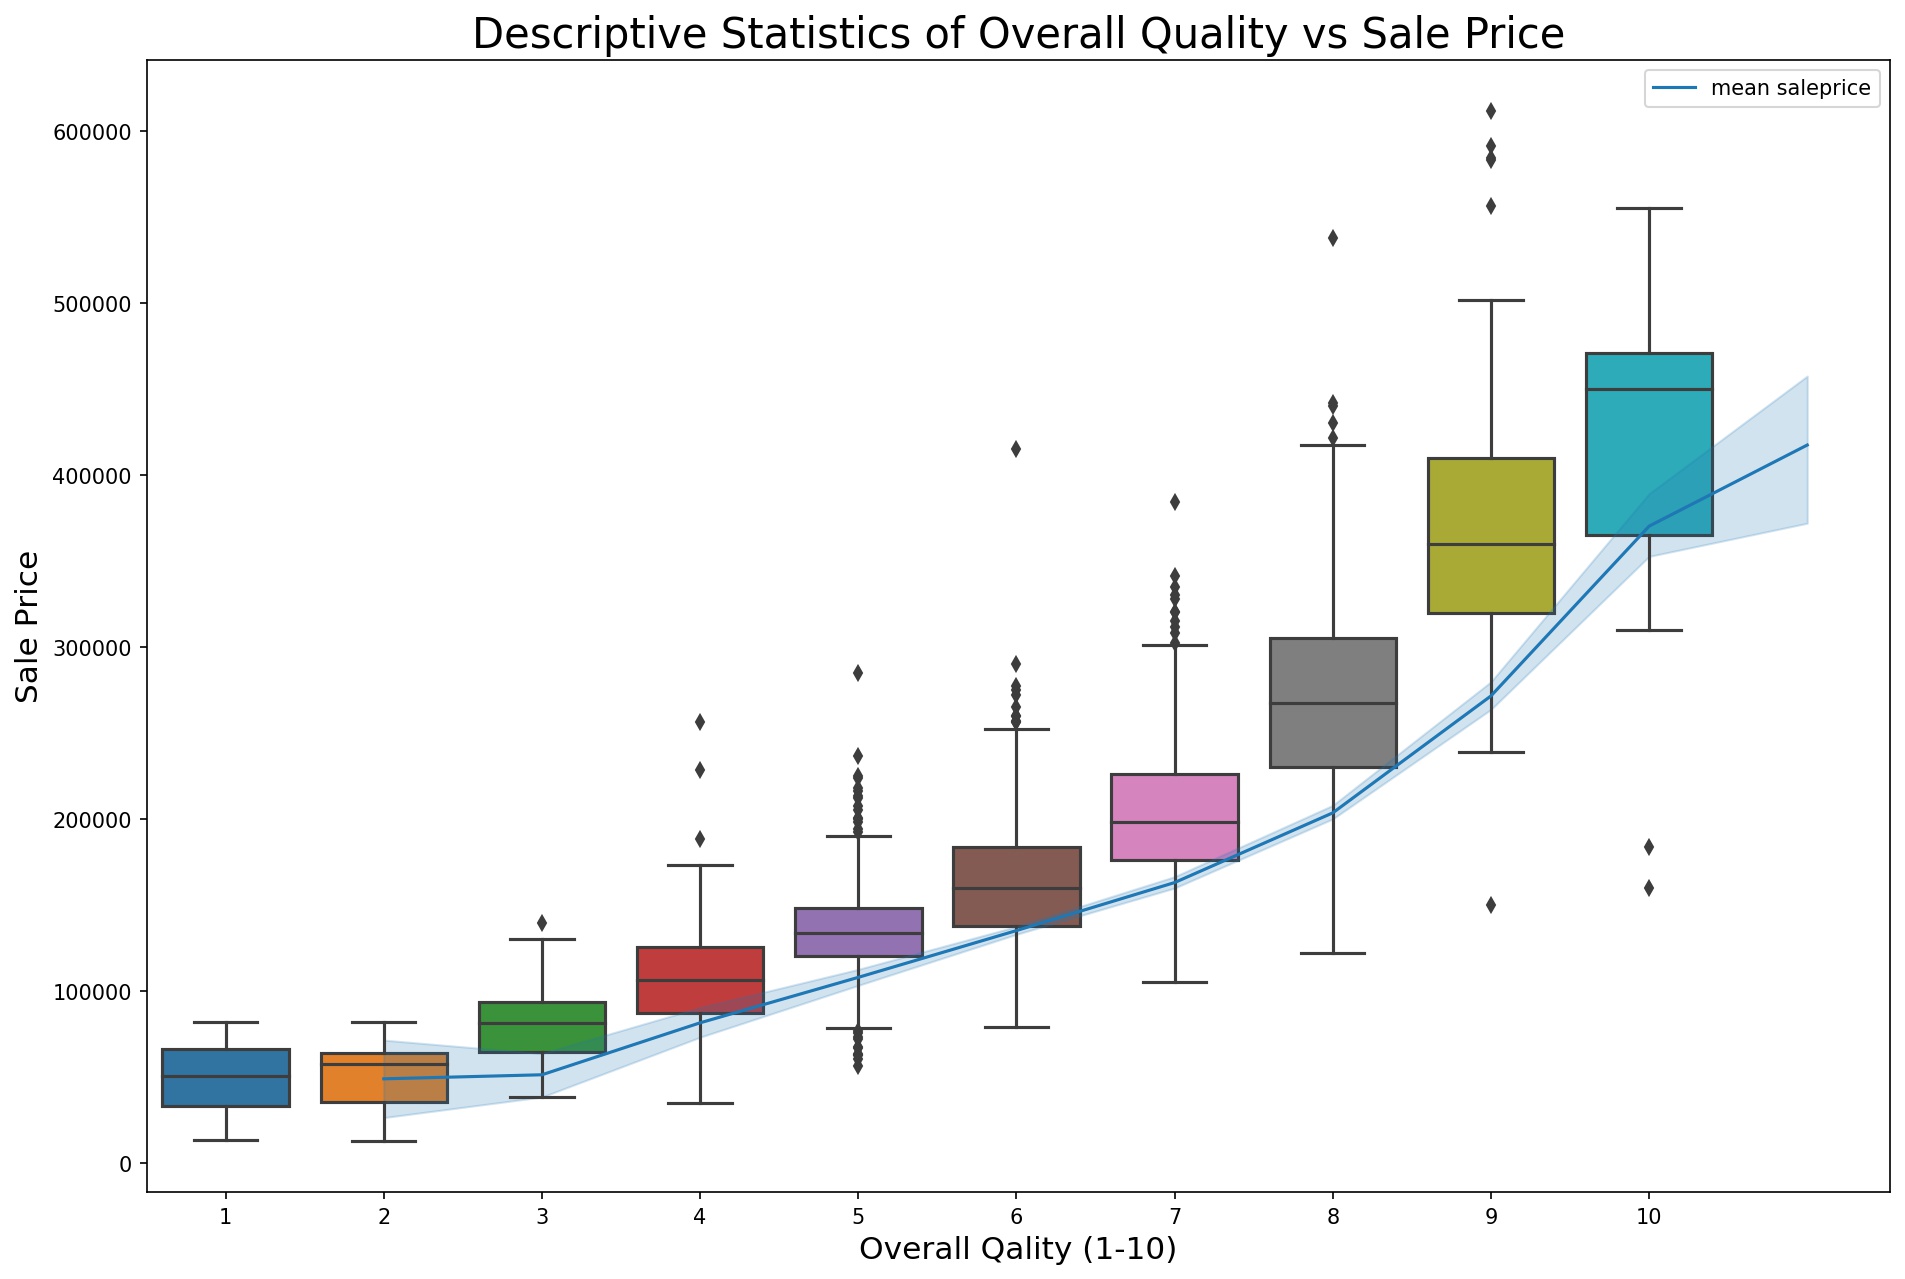 Descriptive Statistics of Overall Quality vs Sale Price
mean saleprice
600000
500000
400000
300000
200000
100000
0
Sale Price
1 2 3 4 5 6 7 8 9 10
Overall Qality (1-10)